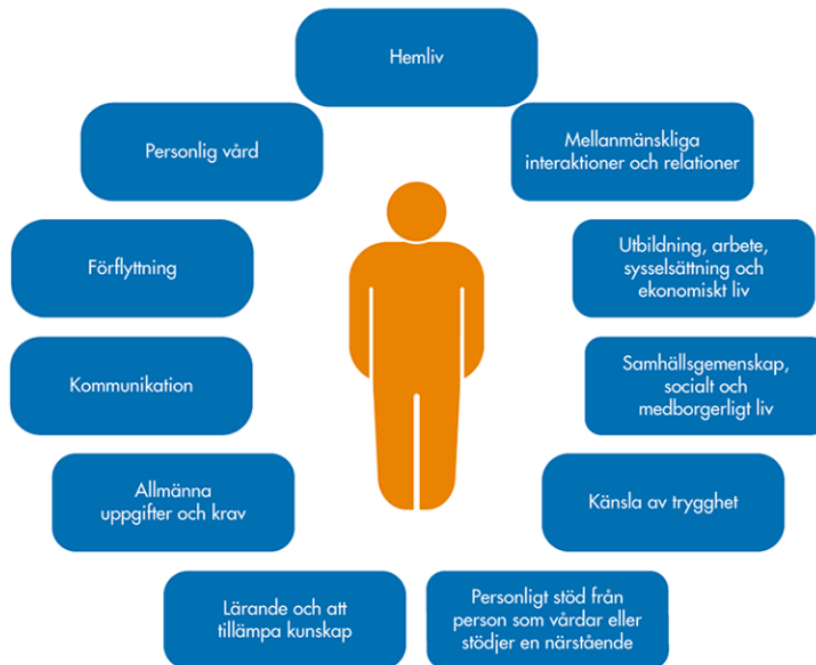 Hemliv
Personlig vård
Mellanmänskliga
interaktioner och relationer
Förflyttning
Utbildning, arbete,
sysselsättning och
ekonomiskt liv
Kommunikation
Samhällsgemenskap,
socialt och
medborgerligt liv
Allmänna
uppgifter och krav
Känsla av trygghet
Lärande och att
tillämpa kunskap
Personligt stöd från
person som vårdar eller
stödjer en närstående